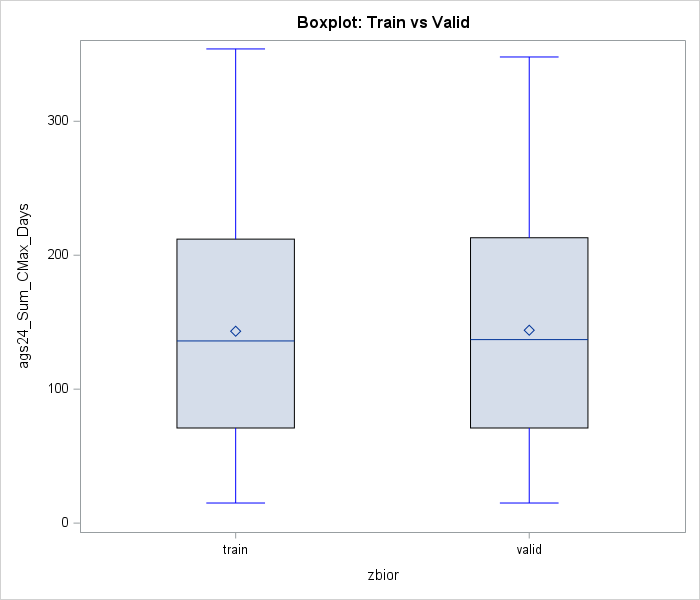 Boxplot: Train vs Valid
ags24_Sum_CMax_Days
300
200
100
0
train
valid
zbior